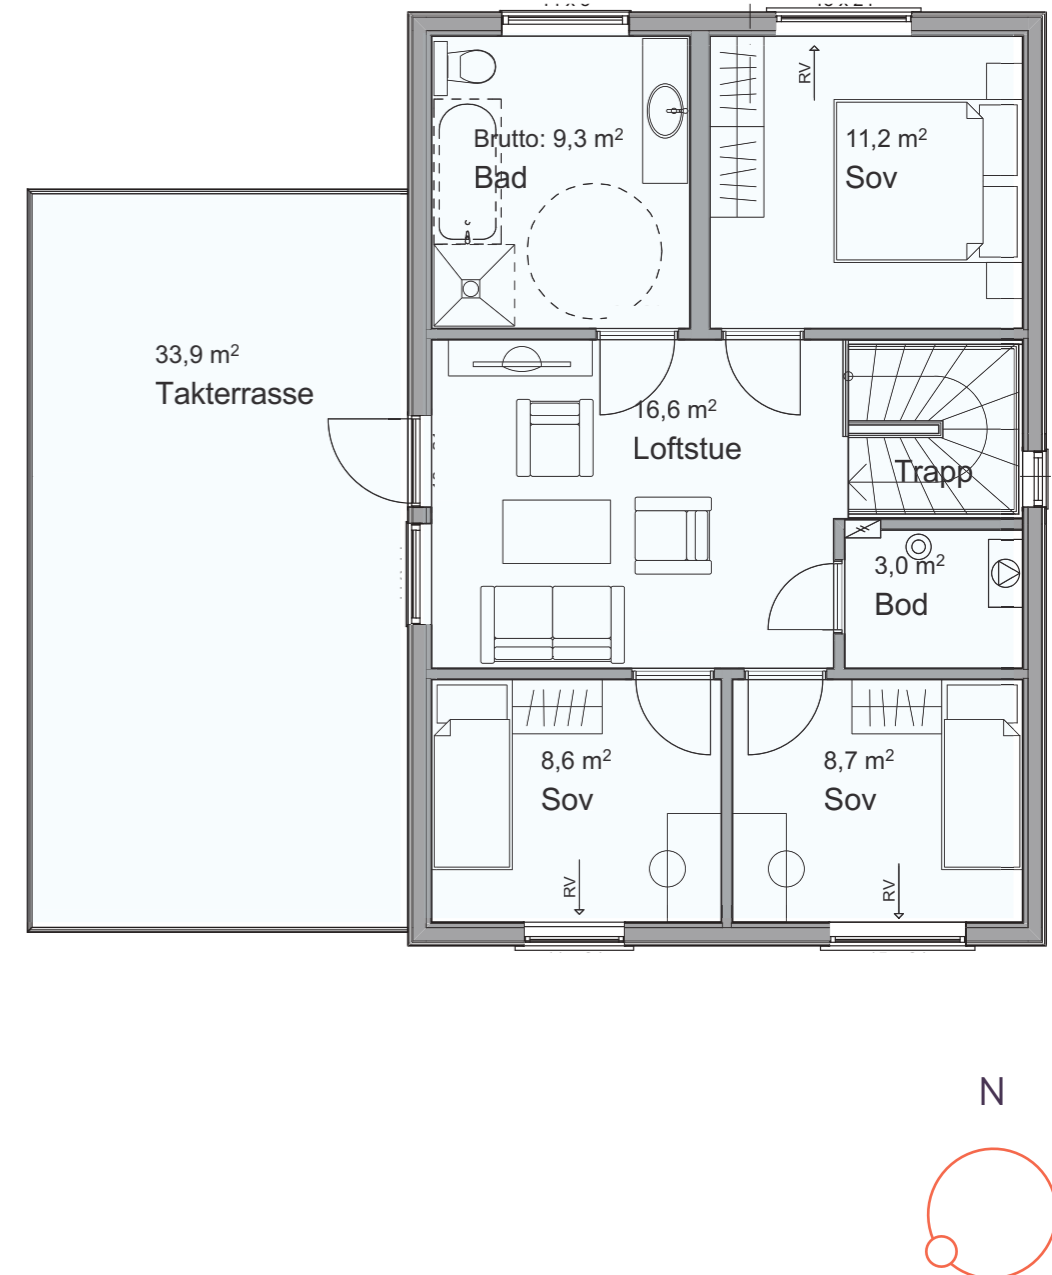 Brutto: 9,3 m²
Bad
RV
11,2 m²
Sov
33,9 m²
Takterrasse
16,6 m²
Loftstue
Trapp
3,0 m²
Bod
8,6 m²
Sov
RV
8,7 m²
Sov
RV
N